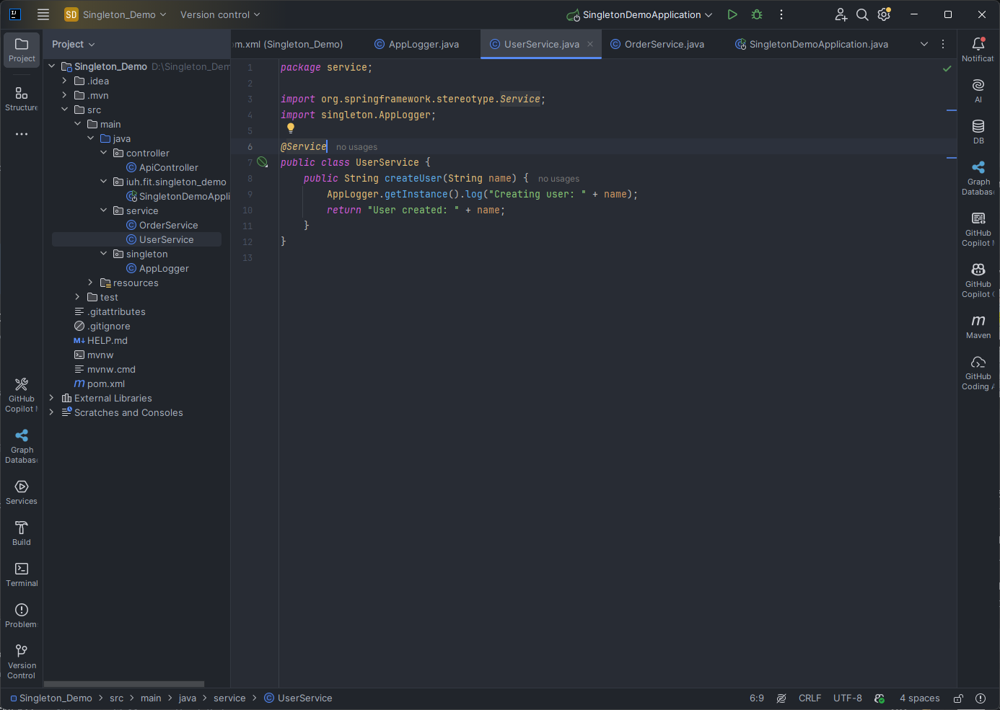 SD Singleton_Demo Version control SingletonDemoApplication
Project
Project
pom.xml (Singleton_Demo) AppLogger.java UserService.java OrderService.java SingletonDemoApplication.java
Notificat
Structure
AI
DB
Graph
Databas
GitHub
Copilot
GitHub
Copilot
Maven
GitHub
Coding
Singleton_Demo D:\Singleton_Dem
.idea
.mvn
src
main
java
controller
ApiController
iuh.fit.singleton_demo
SingletonDemoAppli
service
OrderService
UserService
singleton
AppLogger
resources
test
.gitattributes
.gitignore
HELP.md
mvnw
mvnw.cmd
pom.xml
External Libraries
Scratches and Consoles
1 package service;
2
3 import org.springframework.stereotype.Service;
4 import singleton.AppLogger;
5
6 @Service no usages
7 public class UserService {
8 public String createUser(String name) { no usages
9 AppLogger.getInstance().log("Creating user: " + name);
10 return "User created: " + name;
11 }
12 }
13
GitHub
Copilot
Graph
Databas
Services
Build
Terminal
Problem
Version
Control
Singleton_Demo > src > main > java > service > UserService 6:9 CRLF UTF-8 4 spaces